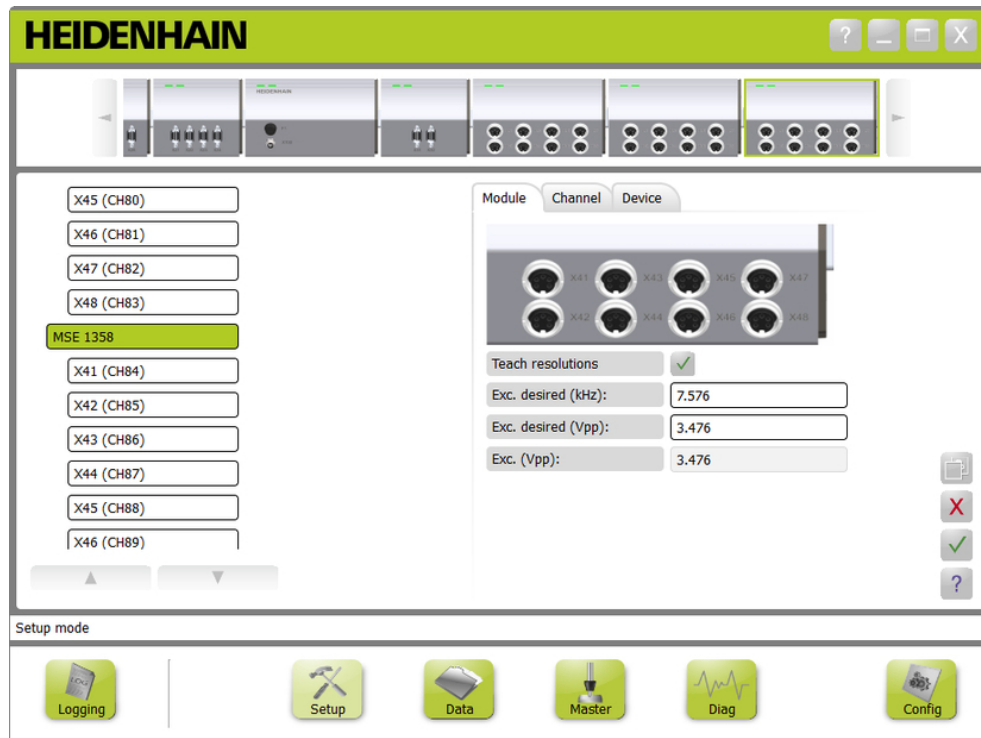 HEIDENHAIN
?
X
HEIDENHAIN
X45 (CH80)
X46 (CH81)
X47 (CH82)
X48 (CH83)
MSE 1358
X41 (CH84)
X42 (CH85)
X43 (CH86)
X44 (CH87)
X45 (CH88)
X46 (CH89)
Module Channel Device
X41 X43 X45 X47
X42 X44 X46 X48
Teach resolutions
Exc. desired (kHz): 7.576
Exc. desired (Vpp): 3.476
Exc. (Vpp): 3.476
X
?
Setup mode
LOG
Logging Setup Data Master Diag Config